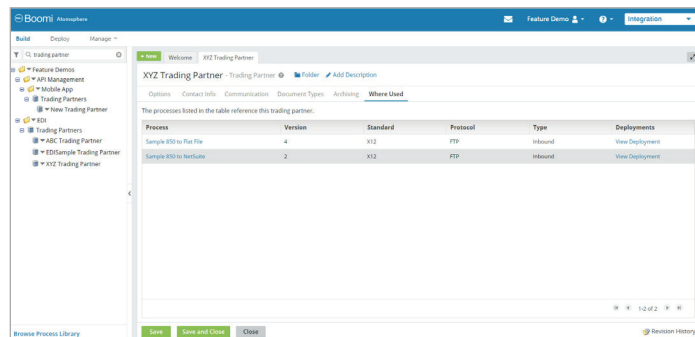 Boomi Atomsphere
Feature Demo
Integration
Build Deploy Manage
trading partner
+ New Welcome XYZ Trading Partner
Feature Demos
API Management
Mobile App
Trading Partners
New Trading Partner
EDI
Trading Partners
ABC Trading Partner
EDISample Trading Partner
XYZ Trading Partner
XYZ Trading Partner - Trading Partner Folder Add Description
Options Contact Info Communication Document Types Archiving Where Used
The processes listed in the table reference this trading partner.
Process Version Standard Protocol Type Deployments
Sample 850 to Flat File 4 X12 FTP Inbound View Deployment
Sample 850 to NetSuite 2 X12 FTP Inbound View Deployment
1-2 of 2
Browse Process Library
Save Save and Close Close
Revision History